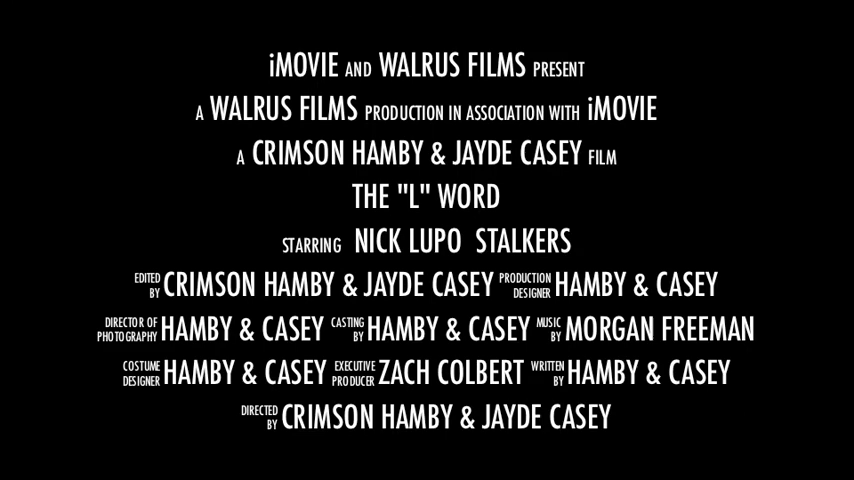 iMOVIE AND WALRUS FILMS PRESENT
A WALRUS FILMS PRODUCTION IN ASSOCIATION WITH iMOVIE
A CRIMSON HAMBY & JAYDE CASEY FILM
THE "L" WORD
STARRING NICK LUPO STALKERS
EDITED BY CRIMSON HAMBY & JAYDE CASEY PRODUCTION DESIGNER HAMBY & CASEY
DIRECTOR OF PHOTOGRAPHY HAMBY & CASEY CASTING BY HAMBY & CASEY MUSIC BY MORGAN FREEMAN
COSTUME DESIGNER HAMBY & CASEY EXECUTIVE PRODUCER ZACH COLBERT WRITTEN BY HAMBY & CASEY
DIRECTED BY CRIMSON HAMBY & JAYDE CASEY